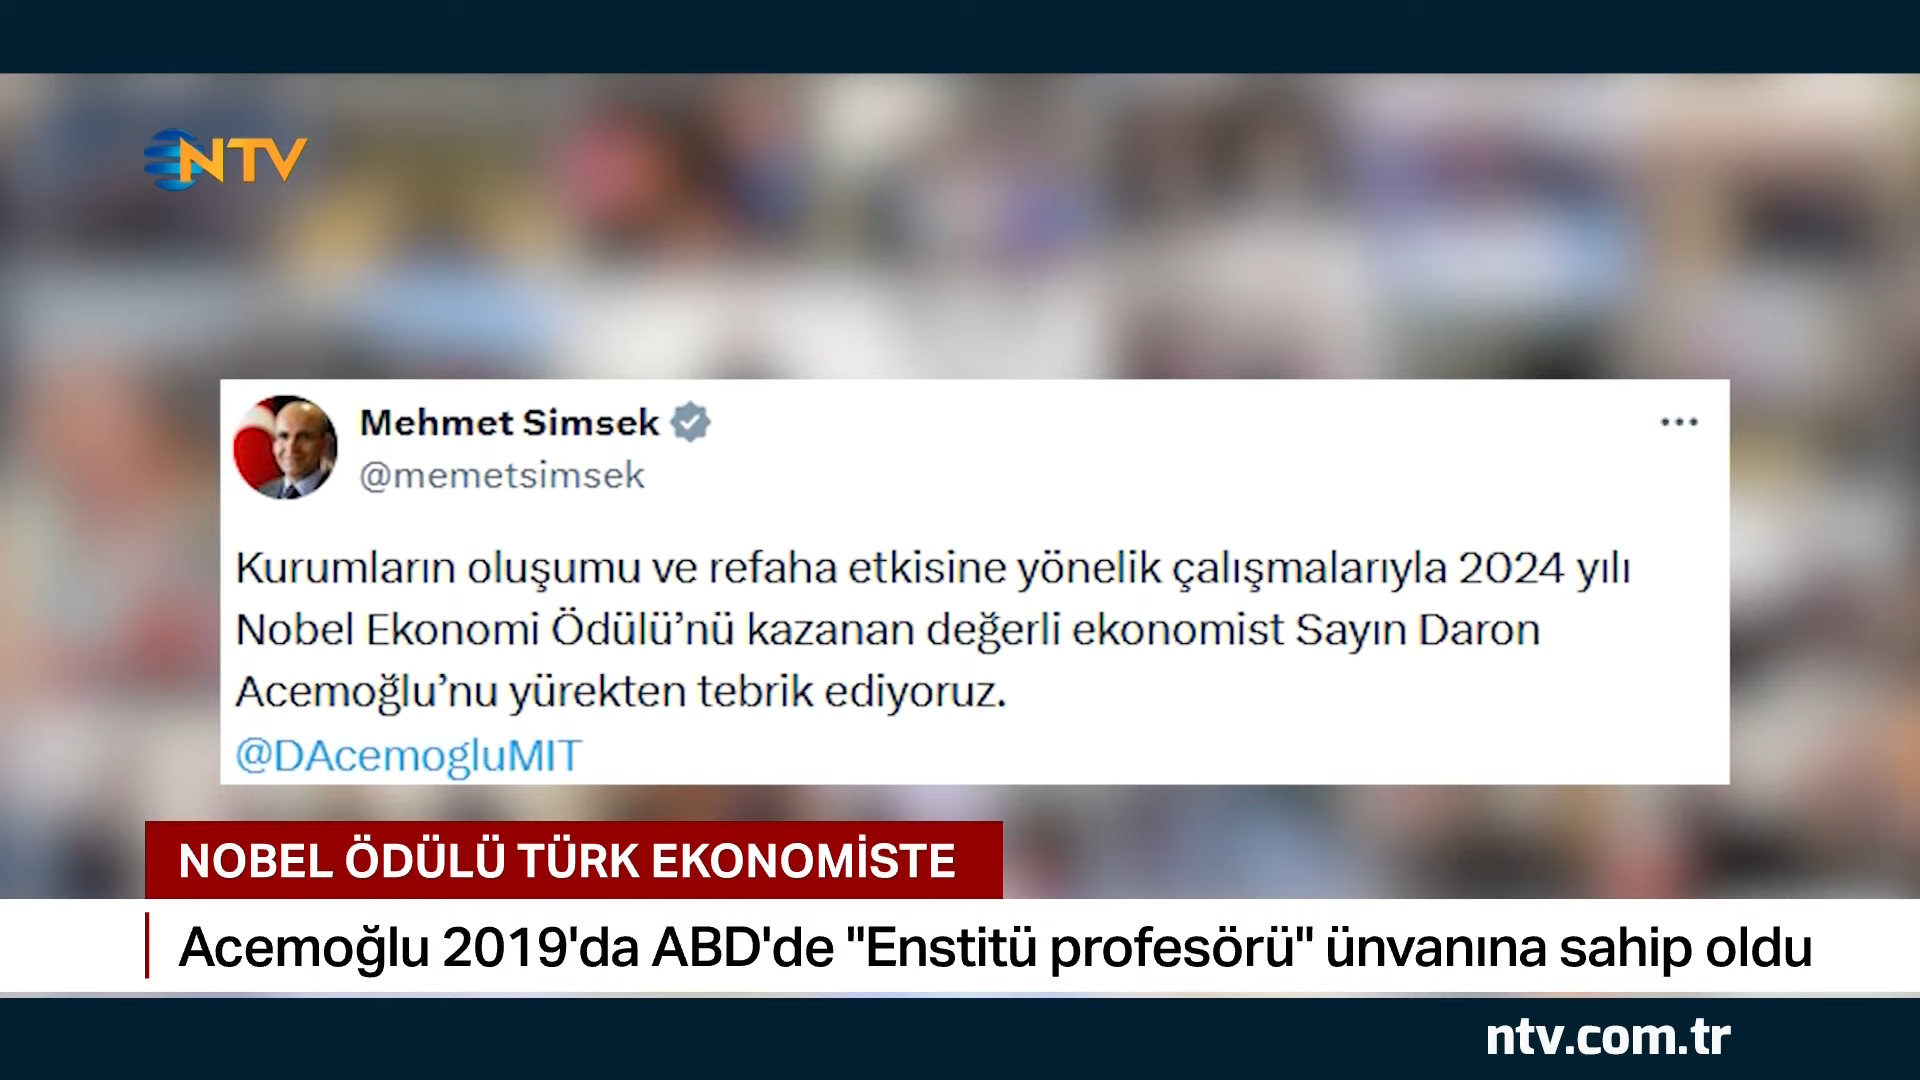 NTV
Mehmet Simsek
@memetsimsek
Kurumların oluşumu ve refaha etkisine yönelik çalışmalarıyla 2024 yılı
Nobel Ekonomi Ödülü’nü kazanan değerli ekonomist Sayın Daron
Acemoğlu’nu yürekten tebrik ediyoruz.
@DAcemogluMIT
NOBEL ÖDÜLÜ TÜRK EKONOMİSTE
Acemoğlu 2019'da ABD'de "Enstitü profesörü" ünvanına sahip oldu
ntv.com.tr